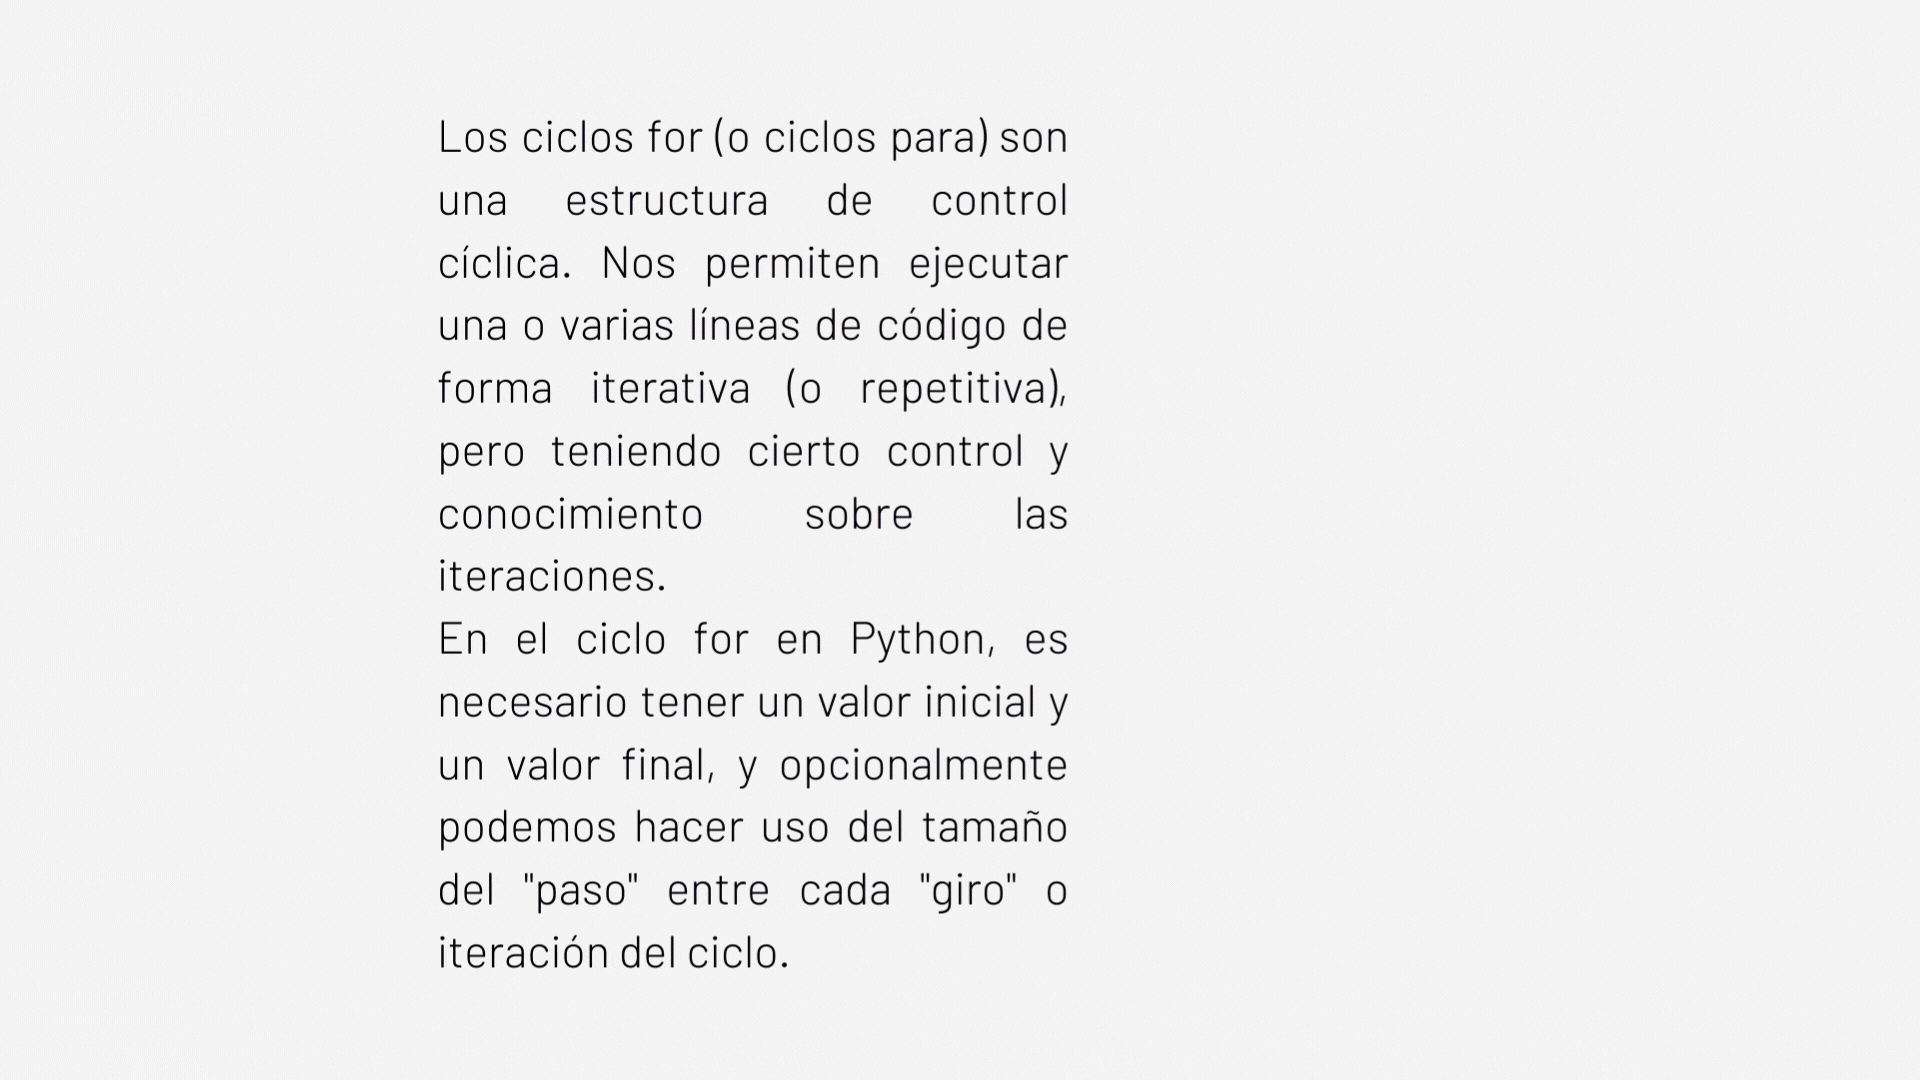 Los ciclos for (o ciclos para) son
una estructura de control
cíclica. Nos permiten ejecutar
una o varias líneas de código de
forma iterativa (o repetitiva),
pero teniendo cierto control y
conocimiento sobre las
iteraciones.
En el ciclo for en Python, es
necesario tener un valor inicial y
un valor final, y opcionalmente
podemos hacer uso del tamaño
del "paso" entre cada "giro" o
iteración del ciclo.